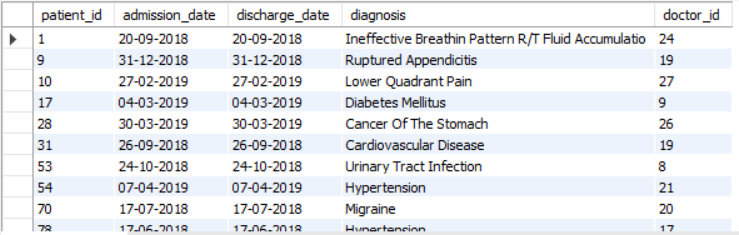 patient_id admission_date discharge_date diagnosis doctor_id
1 20-09-2018 20-09-2018 Ineffective Breathin Pattern R/T Fluid Accumulatio 24
9 31-12-2018 31-12-2018 Ruptured Appendicitis 19
10 27-02-2019 27-02-2019 Lower Quadrant Pain 27
17 04-03-2019 04-03-2019 Diabetes Mellitus 9
28 30-03-2019 30-03-2019 Cancer Of The Stomach 26
31 26-09-2018 26-09-2018 Cardiovascular Disease 19
53 24-10-2018 24-10-2018 Urinary Tract Infection 8
54 07-04-2019 07-04-2019 Hypertension 21
70 17-07-2018 17-07-2018 Migraine 20
78 17-06-2018 17-06-2018 Hypertension 17